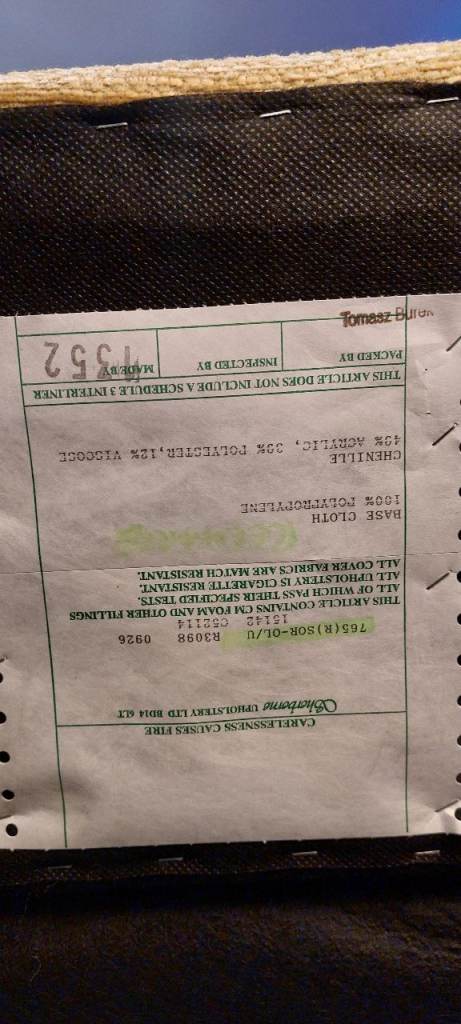 CARELESSNESS CAUSES FIRE
Sherborne UPHOLSTERY LTD BD14 6LT
765(R)SOR-OL/U R3098 0926
15142 C52114
THIS ARTICLE CONTAINS CM FOAM AND OTHER FILLINGS
ALL OF WHICH PASS THEIR SPECIFIED TESTS.
ALL UPHOLSTERY IS CIGARETTE RESISTANT.
ALL COVER FABRICS ARE MATCH RESISTANT.
BASE CLOTH
100% POLYPROPYLENE
CHENILLE
ACRYLIC, POLYESTER,12% VISCOSE
THIS ARTICLE DOES NOT INCLUDE A SCHEDULE 3 INTERLINER
PACKED BY INSPECTED BY MADE BY
Tomasz 1352